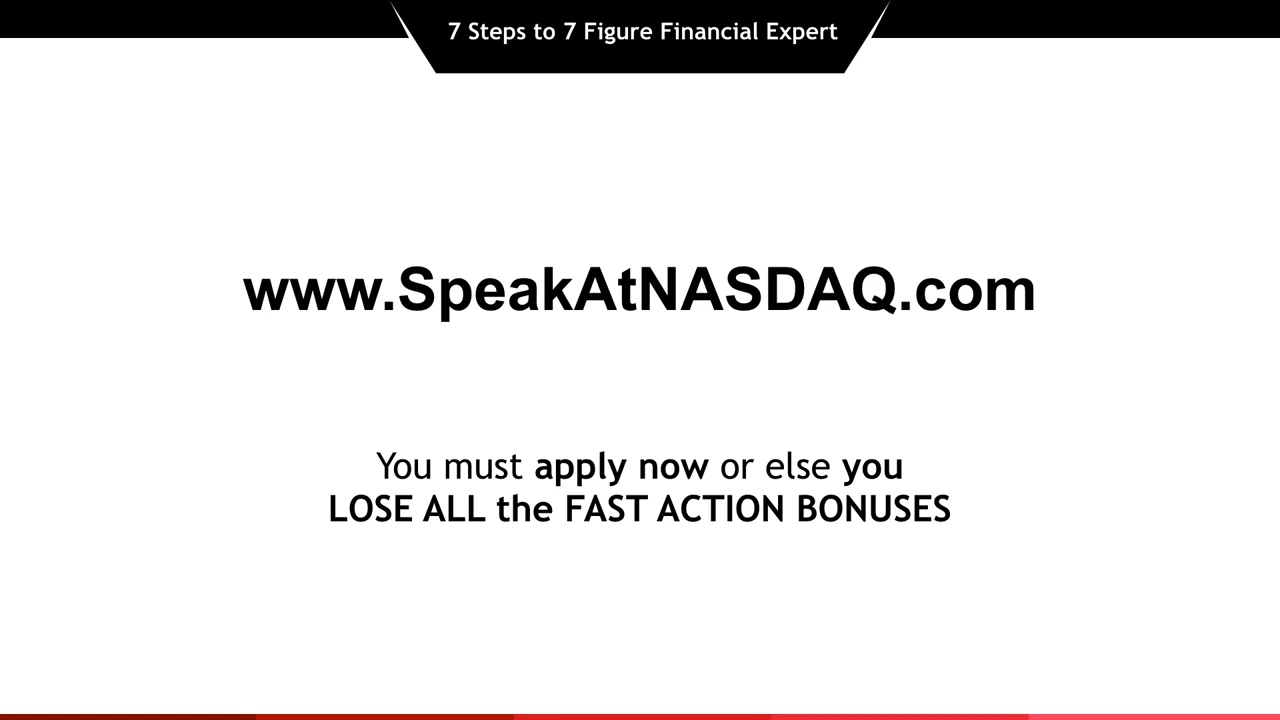 7 Steps to 7 Figure Financial Expert
www.SpeakAtNASDAQ.com
You must apply now or else you
LOSE ALL the FAST ACTION BONUSES